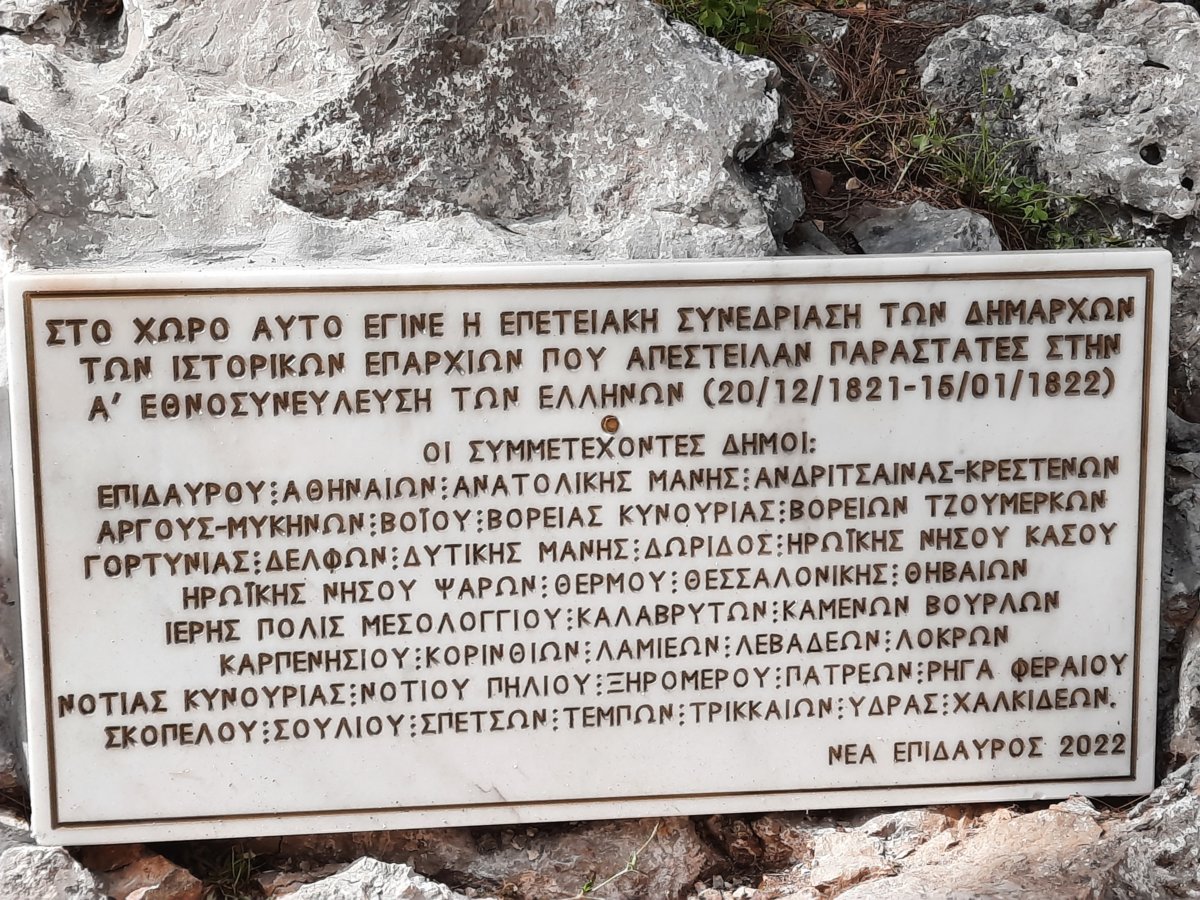 ΣΤΟ ΧΩΡΟ ΑΥΤΟ ΕΓΙΝΕ Η ΕΠΕΤΕΙΑΚΗ ΣΥΝΕΔΡΙΑΣΗ ΤΩΝ ΔΗΜΑΡΧΩΝ
ΤΩΝ ΙΣΤΟΡΙΚΩΝ ΕΠΑΡΧΙΩΝ ΠΟΥ ΑΠΕΣΤΕΙΛΑΝ ΠΑΡΑΣΤΑΤΕΣ ΣΤΗΝ
Α' ΕΘΝΟΣΥΝΕΥΛΕΥΣΗ ΤΩΝ ΕΛΛΗΝΩΝ (20/12/1821-15/01/1822)
ΟΙ ΣΥΜΜΕΤΕΧΟΝΤΕΣ ΔΗΜΟΙ:
ΕΠΙΔΑΥΡΟΥ⁝ΑΘΗΝΑΙΩΝ⁝ΑΝΑΤΟΛΙΚΗΣ ΜΑΝΗΣ⁝ΑΝΔΡΙΤΣΑΙΝΑΣ-ΚΡΕΣΤΕΝΩΝ
ΑΡΓΟΥΣ-ΜΥΚΗΝΩΝ⁝ΒΟΪΟΥ⁝ΒΟΡΕΙΑΣ ΚΥΝΟΥΡΙΑΣ⁝ΒΟΡΕΙΩΝ ΤΖΟΥΜΕΡΚΩΝ
ΓΟΡΤΥΝΙΑΣ⁝ΔΕΛΦΩΝ⁝ΔΥΤΙΚΗΣ ΜΑΝΗΣ⁝ΔΩΡΙΔΟΣ⁝ΗΡΩΪΚΗΣ ΝΗΣΟΥ ΚΑΣΟΥ
ΗΡΩΪΚΗΣ ΝΗΣΟΥ ΨΑΡΩΝ⁝ΘΕΡΜΟΥ⁝ΘΕΣΣΑΛΟΝΙΚΗΣ⁝ΘΗΒΑΙΩΝ
ΙΕΡΗΣ ΠΟΛΙΣ ΜΕΣΟΛΟΓΓΙΟΥ⁝ΚΑΛΑΒΡΥΤΩΝ⁝ΚΑΜΕΝΩΝ ΒΟΥΡΛΩΝ
ΚΑΡΠΕΝΗΣΙΟΥ⁝ΚΟΡΙΝΘΙΩΝ⁝ΛΑΜΙΕΩΝ⁝ΛΕΒΑΔΕΩΝ⁝ΛΟΚΡΩΝ
ΝΟΤΙΑΣ ΚΥΝΟΥΡΙΑΣ⁝ΝΟΤΙΟΥ ΠΗΛΙΟΥ⁝ΞΗΡΟΜΕΡΟΥ⁝ΠΑΤΡΕΩΝ⁝ΡΗΓΑ ΦΕΡΑΙΟΥ
ΣΚΟΠΕΛΟΥ⁝ΣΟΥΛΙΟΥ⁝ΣΠΕΤΣΩΝ⁝ΤΕΜΠΩΝ⁝ΤΡΙΚΚΑΙΩΝ⁝ΥΔΡΑΣ⁝ΧΑΛΚΙΔΕΩΝ.
ΝΕΑ ΕΠΙΔΑΥΡΟΣ 2022